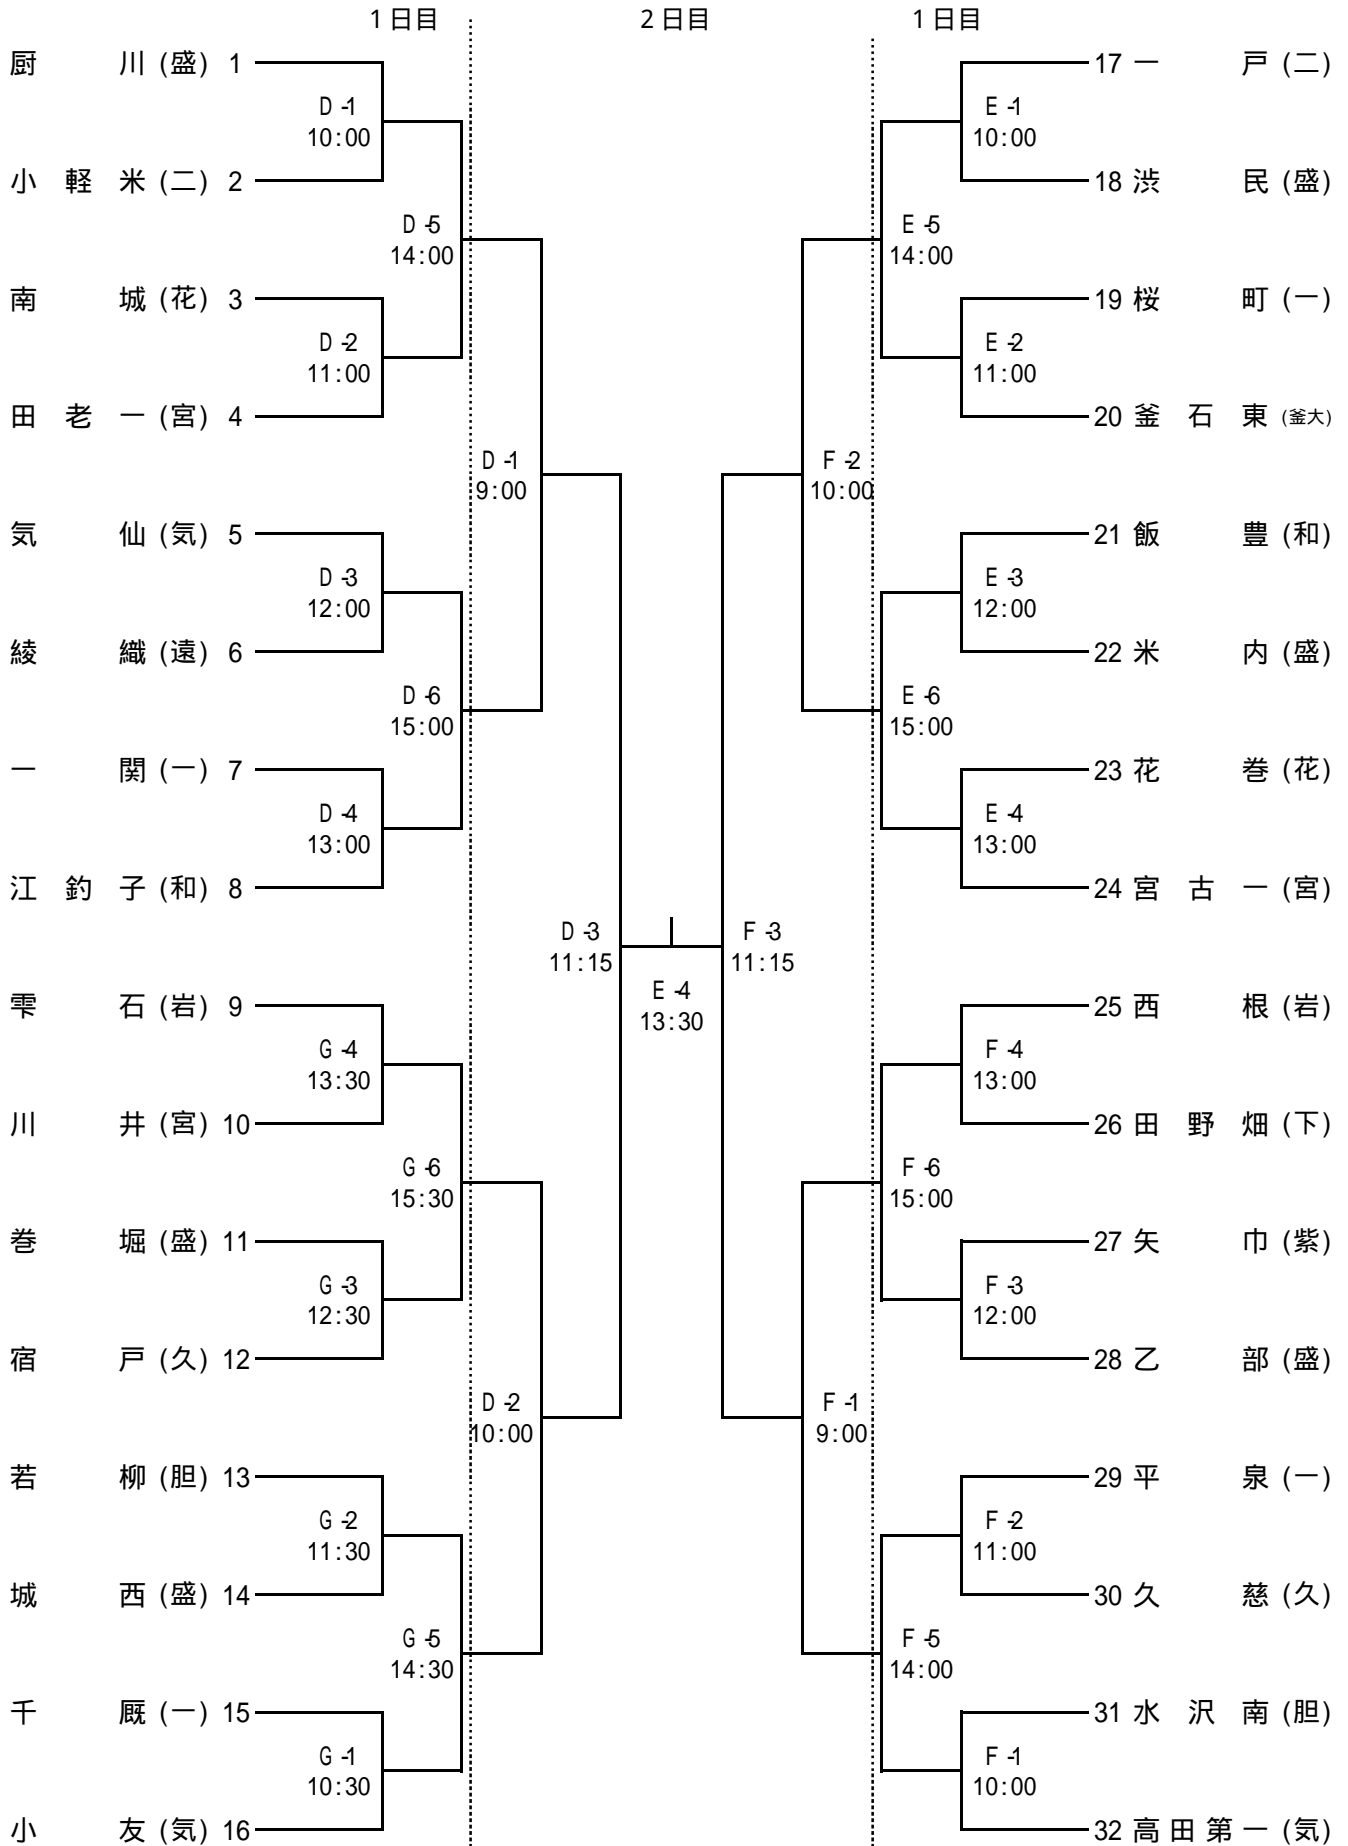 1日目 2日目 1日目
厨川(盛) 1
17 一戸(二)
D-1
10:00
E-1
10:00
小軽米(二) 2
18 渋民(盛)
D-5
14:00
E-5
14:00
南城(花) 3
19 桜町(一)
D-2
11:00
E-2
11:00
田老一(宮) 4
20 釜石東(釜大)
D-1
9:00
F-2
10:00
気仙(気) 5
21 飯豊(和)
D-3
12:00
E-3
12:00
綾織(遠) 6
22 米内(盛)
D-6
15:00
E-6
15:00
一関(一) 7
23 花巻(花)
D-4
13:00
E-4
13:00
江釣子(和) 8
24 宮古一(宮)
D-3
11:15
F-3
11:15
E-4
13:30
雫石(岩) 9
25 西根(岩)
G-4
13:30
F-4
13:00
川井(宮) 10
26 田野畑(下)
G-6
15:30
F-6
15:00
巻堀(盛) 11
27 矢巾(紫)
G-3
12:30
F-3
12:00
宿戸(久) 12
28 乙部(盛)
D-2
10:00
F-1
9:00
若柳(胆) 13
29 平泉(一)
G-2
11:30
F-2
11:00
城西(盛) 14
30 久慈(久)
G-5
14:30
F-5
14:00
千厩(一) 15
31 水沢南(胆)
G-1
10:30
F-1
10:00
小友(気) 16
32 高田第一(気)